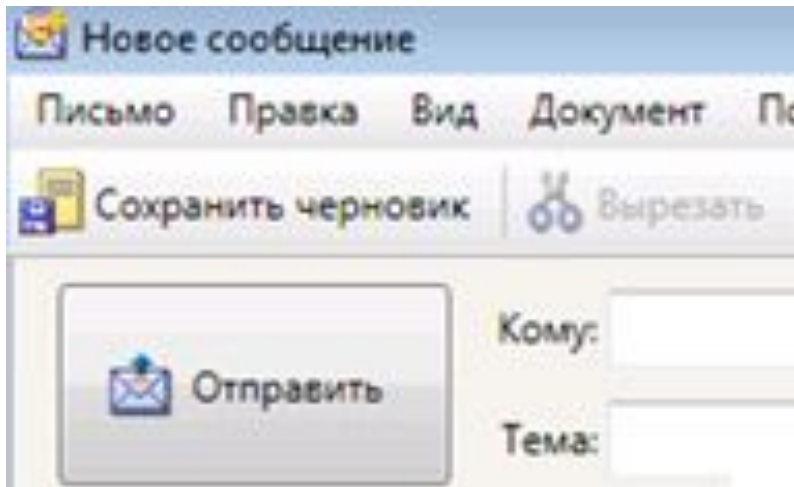 Новое сообщение
Письмо Правка Вид Документ
Сохранить черновик Вырезать
Кому:
Отправить
Тема: